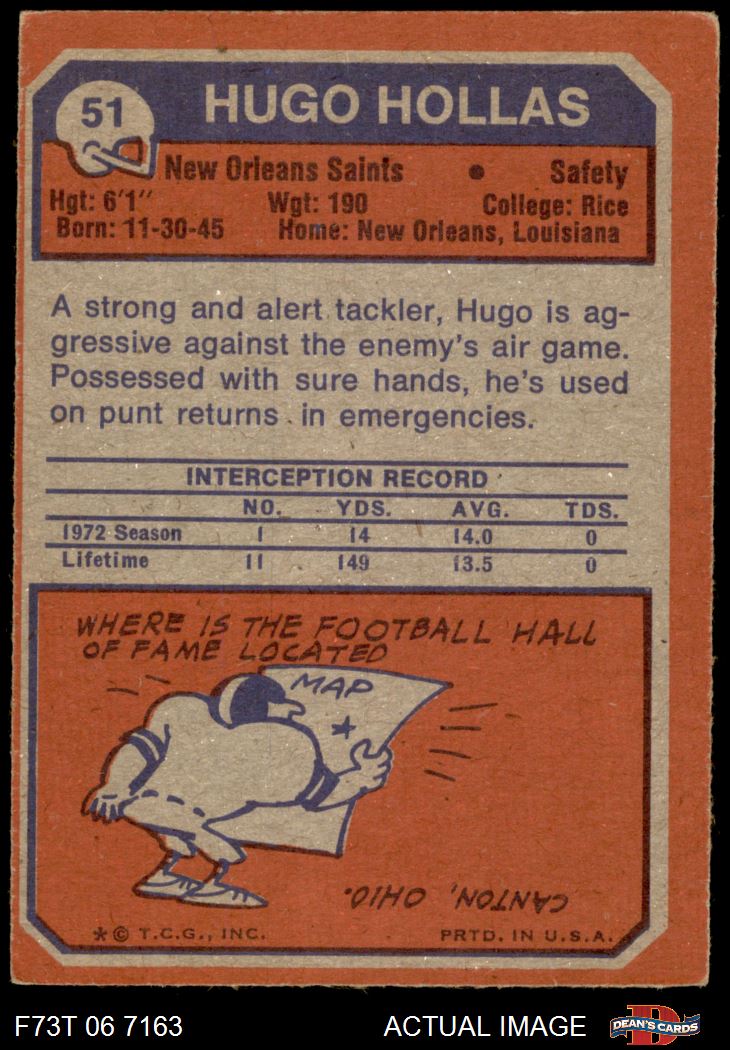 51
HUGO HOLLAS
New Orleans Saints • Safety
Hgt: 6'1" Wgt: 190 College: Rice
Born: 11-30-45 Home: New Orleans, Louisiana
A strong and alert tackler, Hugo is ag-
gressive against the enemy's air game.
Possessed with sure hands, he's used
on punt returns in emergencies.
INTERCEPTION RECORD
NO. YDS. AVG. TDS.
1972 Season 1 14 14.0 0
Lifetime 11 149 13.5 0
WHERE IS THE FOOTBALL HALL
OF FAME LOCATED
MAP
CANTON, OHIO.
*© T.C.G., INC. PRTD. IN U.S.A.
F73T 06 7163 ACTUAL IMAGE
D
DEAN'S CARDS